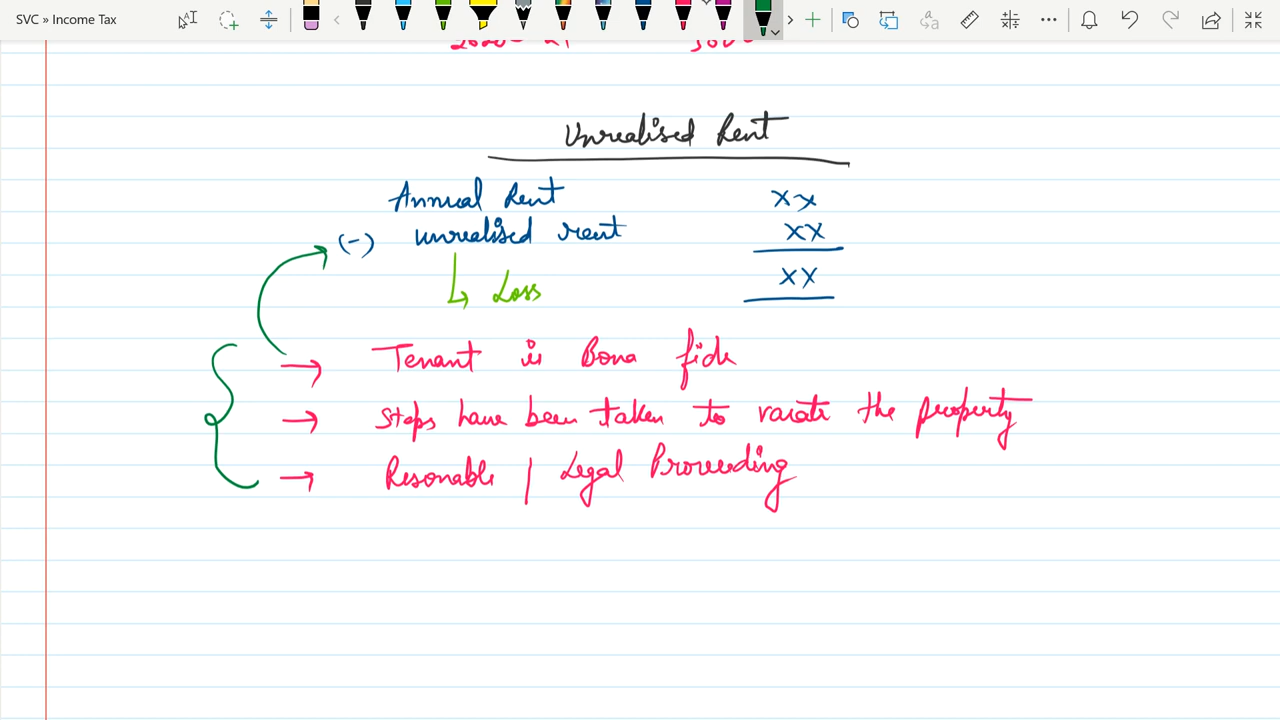 SVC » Income Tax
Unrealised Rent
Annual Rent xx
(-) unrealised rent xx
xx
↳ Loss
→ Tenant is Bona fide
→ Steps have been taken to vacate the property
→ Resonable / Legal Proceeding